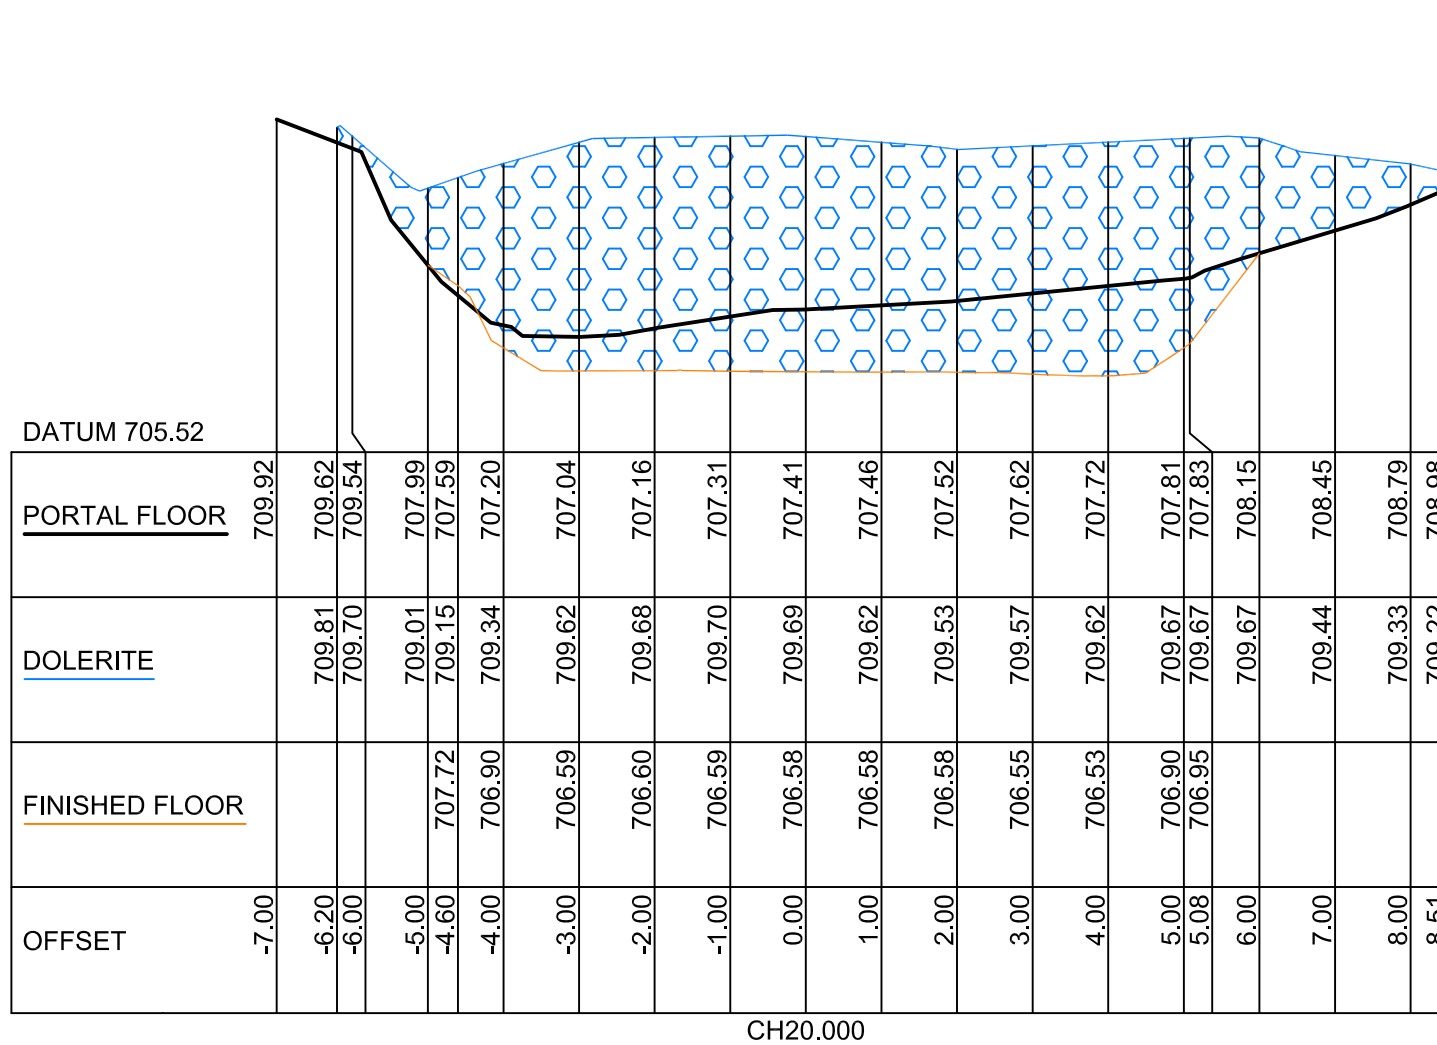 DATUM 705.52
PORTAL FLOOR 709.92 709.62 709.54 707.99 707.59 707.20 707.04 707.16 707.31 707.41 707.46 707.52 707.62 707.72 707.81 707.83 708.15 708.45 708.79 708.98
DOLERITE 709.81 709.70 709.01 709.15 709.34 709.62 709.68 709.70 709.69 709.62 709.53 709.57 709.62 709.67 709.67 709.67 709.44 709.33 709.22
FINISHED FLOOR 707.72 706.90 706.59 706.60 706.59 706.58 706.58 706.58 706.55 706.53 706.90 706.95
OFFSET -7.00 -6.20 -6.00 -5.00 -4.60 -4.00 -3.00 -2.00 -1.00 0.00 1.00 2.00 3.00 4.00 5.00 5.08 6.00 7.00 8.00 8.51
CH20.000